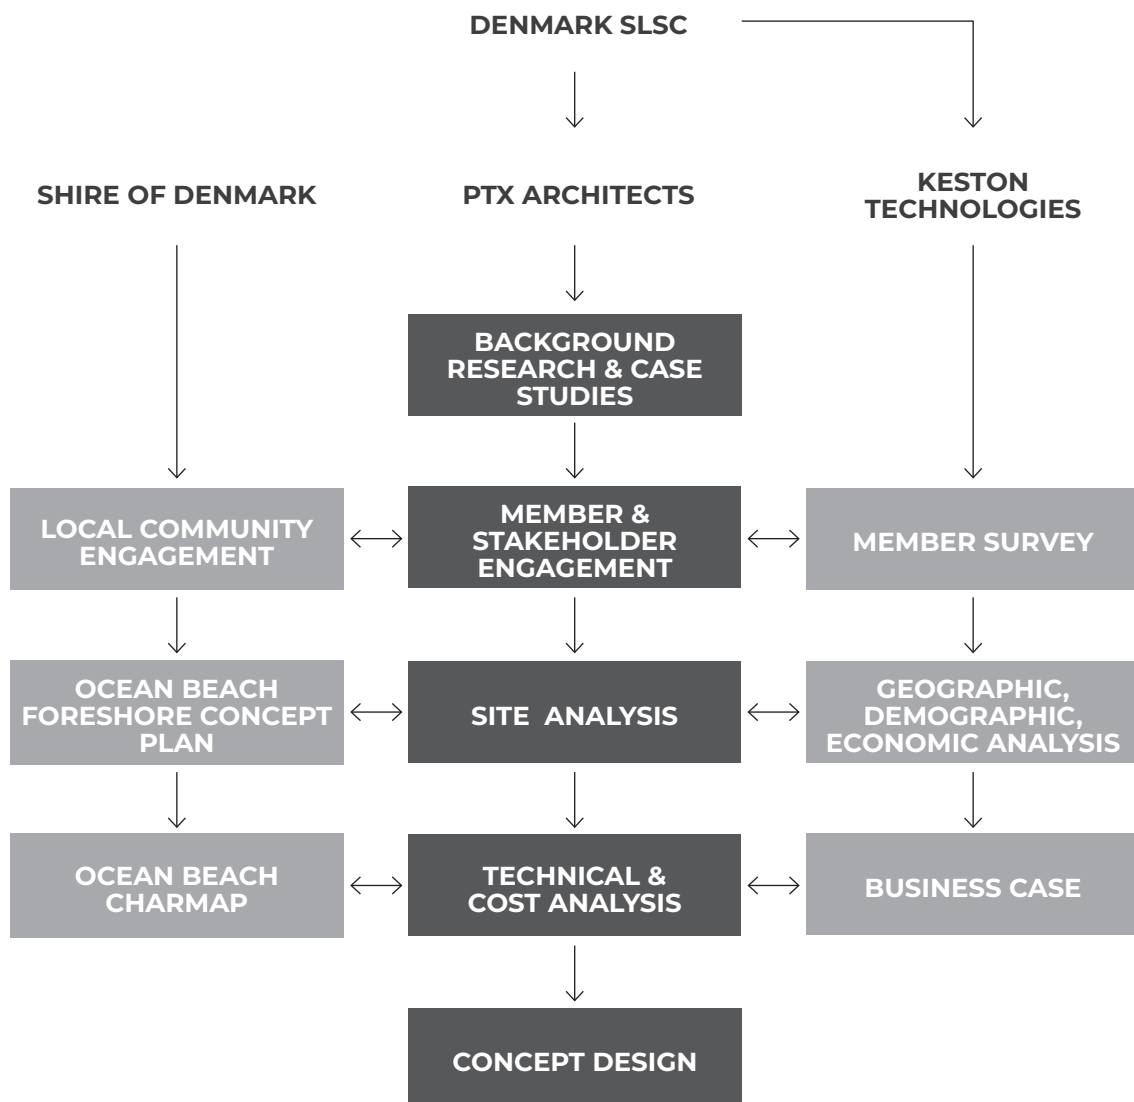 DENMARK SLSC
SHIRE OF DENMARK
PTX ARCHITECTS
KESTON
TECHNOLOGIES
BACKGROUND
RESEARCH & CASE
STUDIES
LOCAL COMMUNITY
ENGAGEMENT
MEMBER &
STAKEHOLDER
ENGAGEMENT
MEMBER SURVEY
OCEAN BEACH
FORESHORE CONCEPT
PLAN
SITE ANALYSIS
GEOGRAPHIC,
DEMOGRAPHIC,
ECONOMIC ANALYSIS
OCEAN BEACH
CHARMAP
TECHNICAL &
COST ANALYSIS
BUSINESS CASE
CONCEPT DESIGN